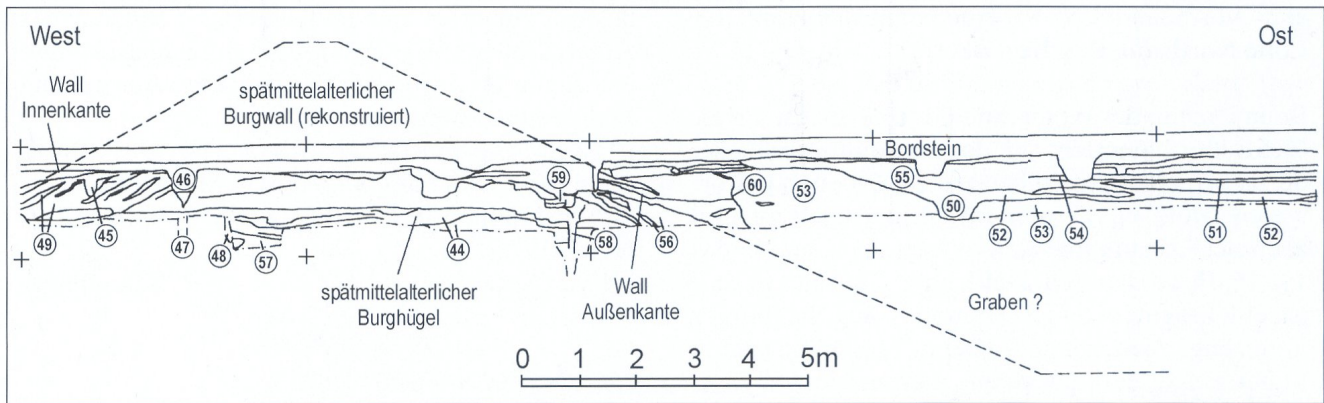 West
Ost
Wall
Innenkante
spätmittelalterlicher
Burgwall (rekonstruiert)
Bordstein
46
59
60
53
55
50
49
45
47
48
57
44
58
56
52
53
54
51
52
spätmittelalterlicher
Burghügel
Wall
Außenkante
Graben ?
0 1 2 3 4 5m